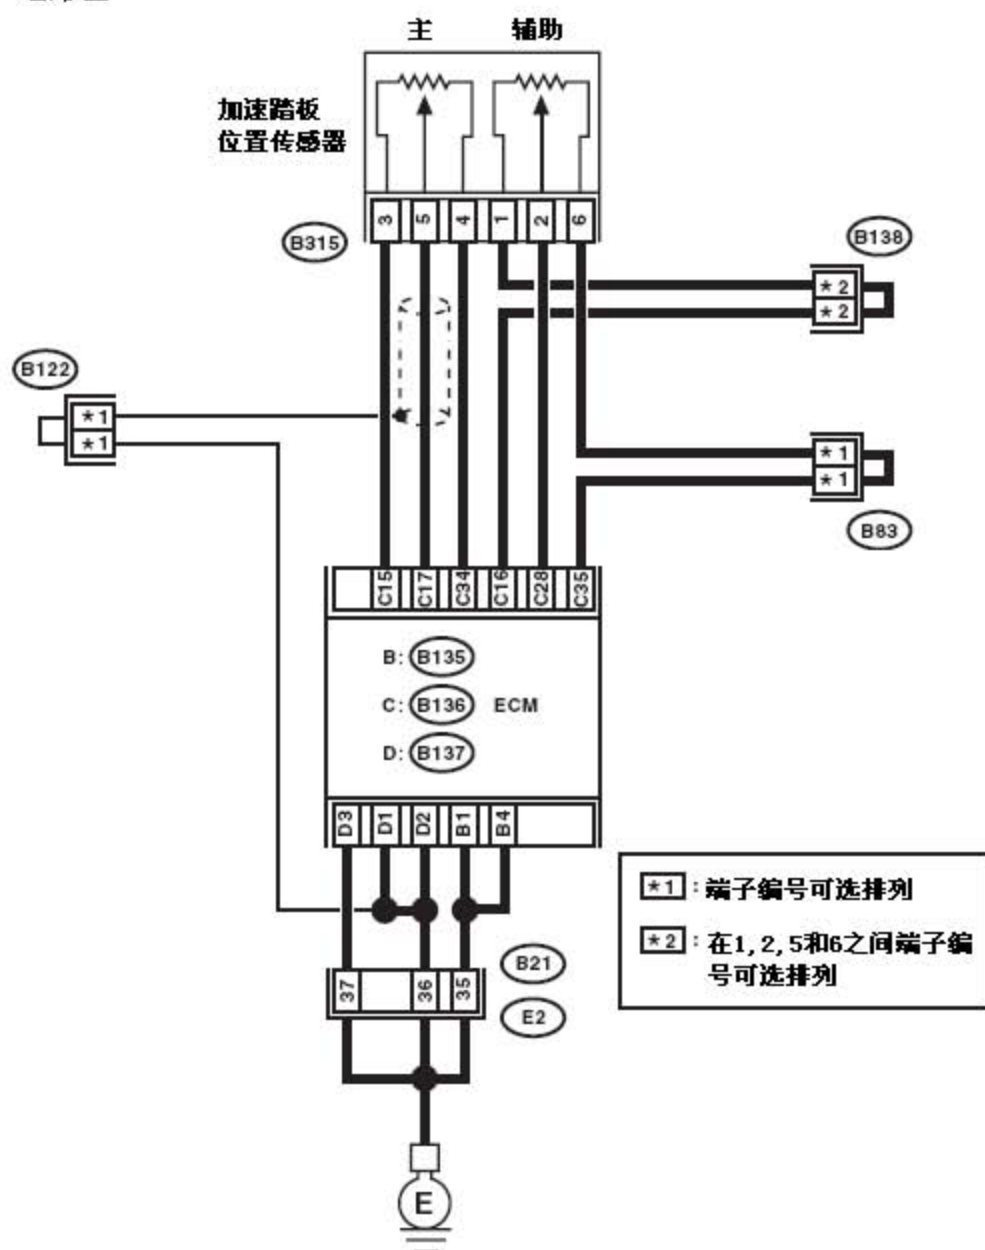 主 辅助
加速踏板
位置传感器
3 5 4 1 2 6
B315
B138
*2
*2
B122
*1
*1
*1
*1
B83
C15 C17 C34 C16 C28 C35
B: B135
C: B136 ECM
D: B137
D3 D1 D2 B1 B4
*1 : 端子编号可选排列
*2 : 在1,2,5和6之间端子编
号可选排列
B21
37 36 35
E2
E